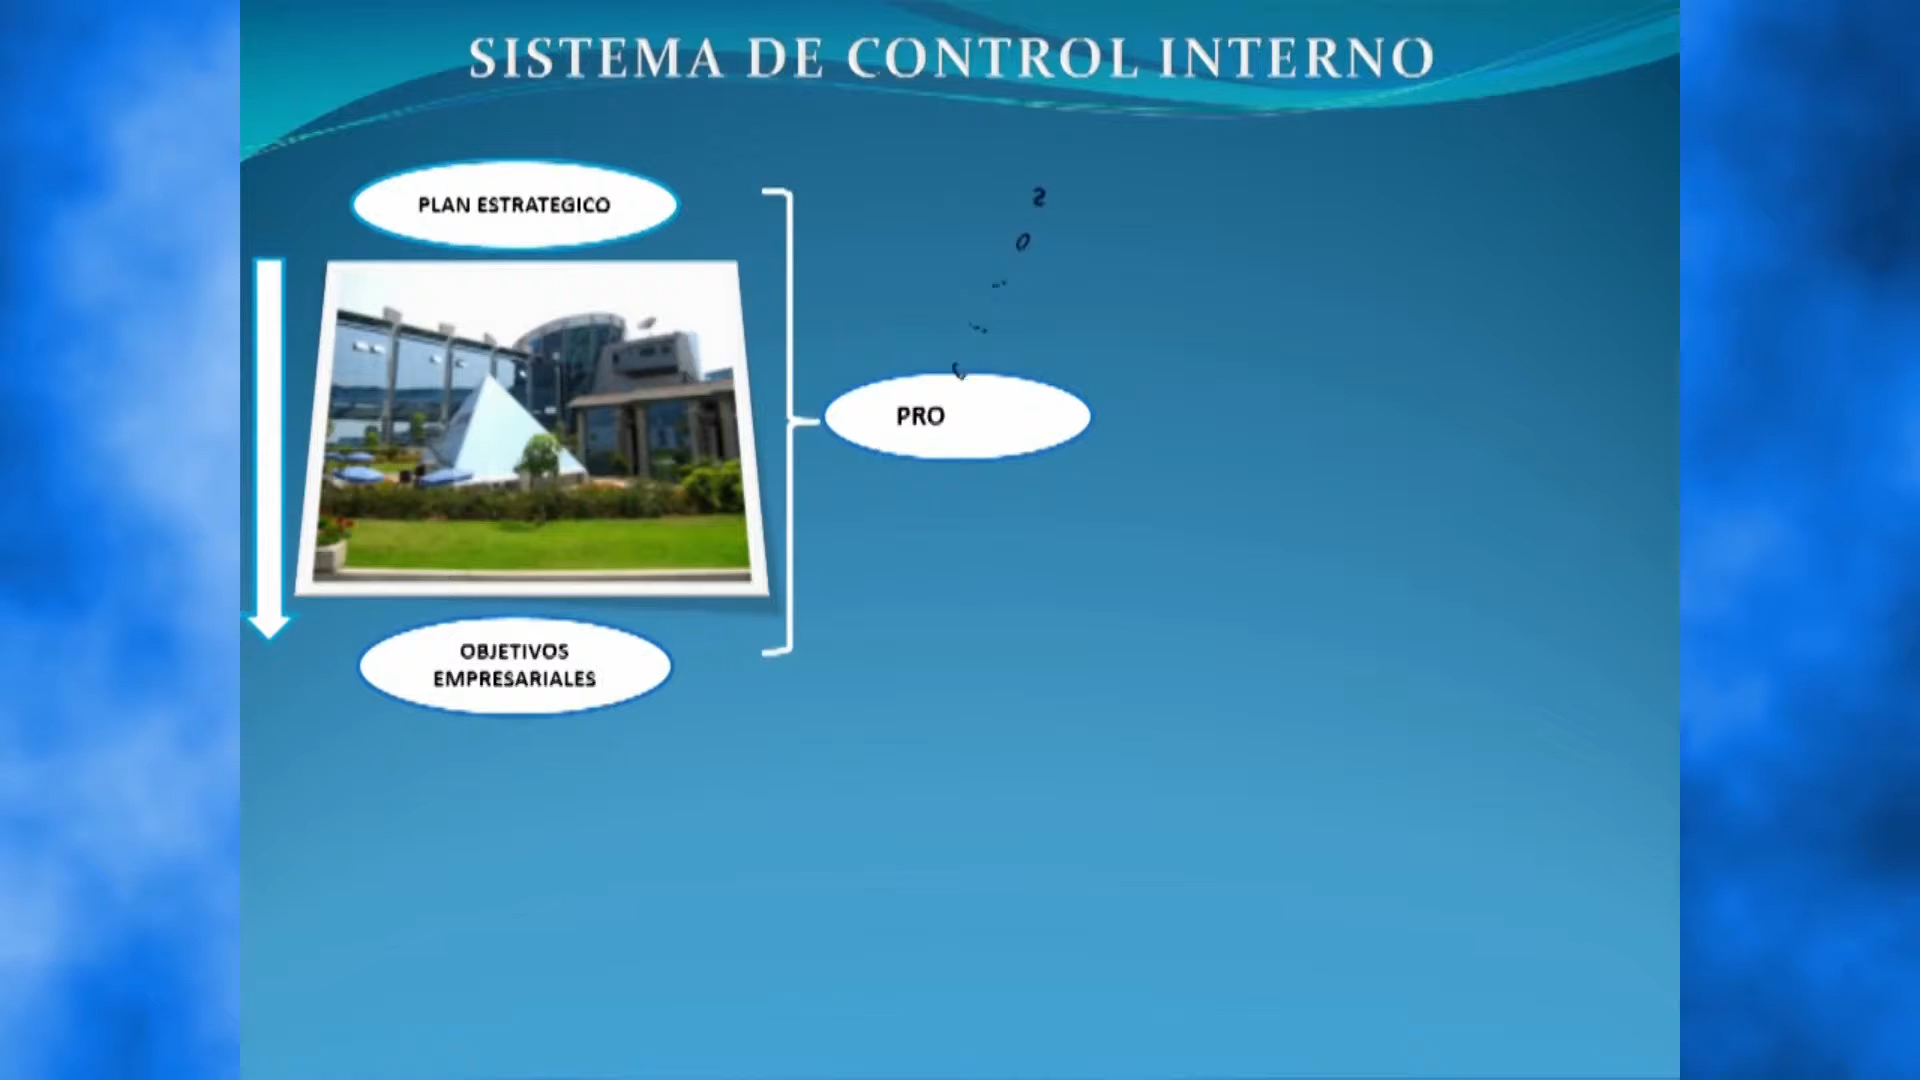 SISTEMA DE CONTROL INTERNO
PLAN ESTRATEGICO
PRO
OBJETIVOS
EMPRESARIALES